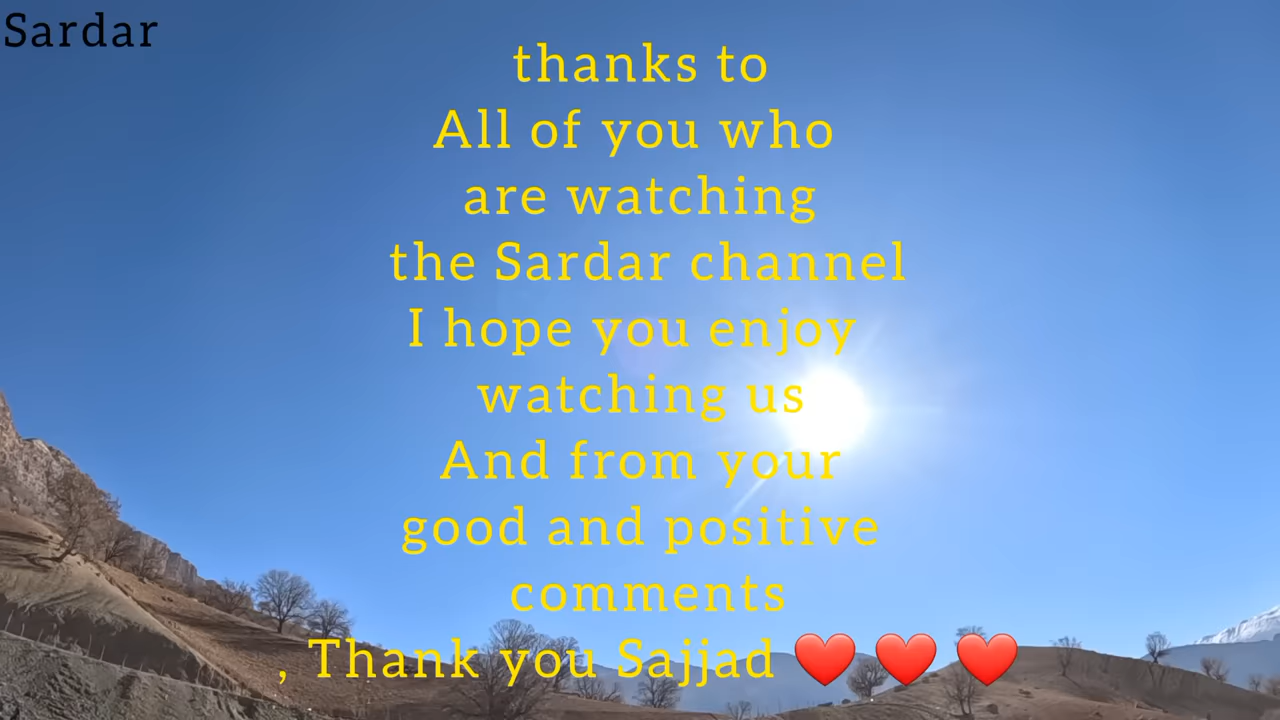 Sardar
thanks to
All of you who
are watching
the Sardar channel
I hope you enjoy
watching us
And from your
good and positive
comments
, Thank you Sajjad ❤️ ❤️ ❤️